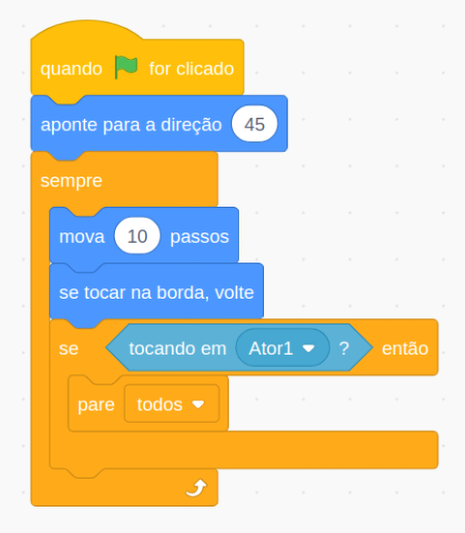 quando for clicado
aponte para a direção 45
sempre
mova 10 passos
se tocar na borda, volte
se tocando em Ator1 ? então
pare todos